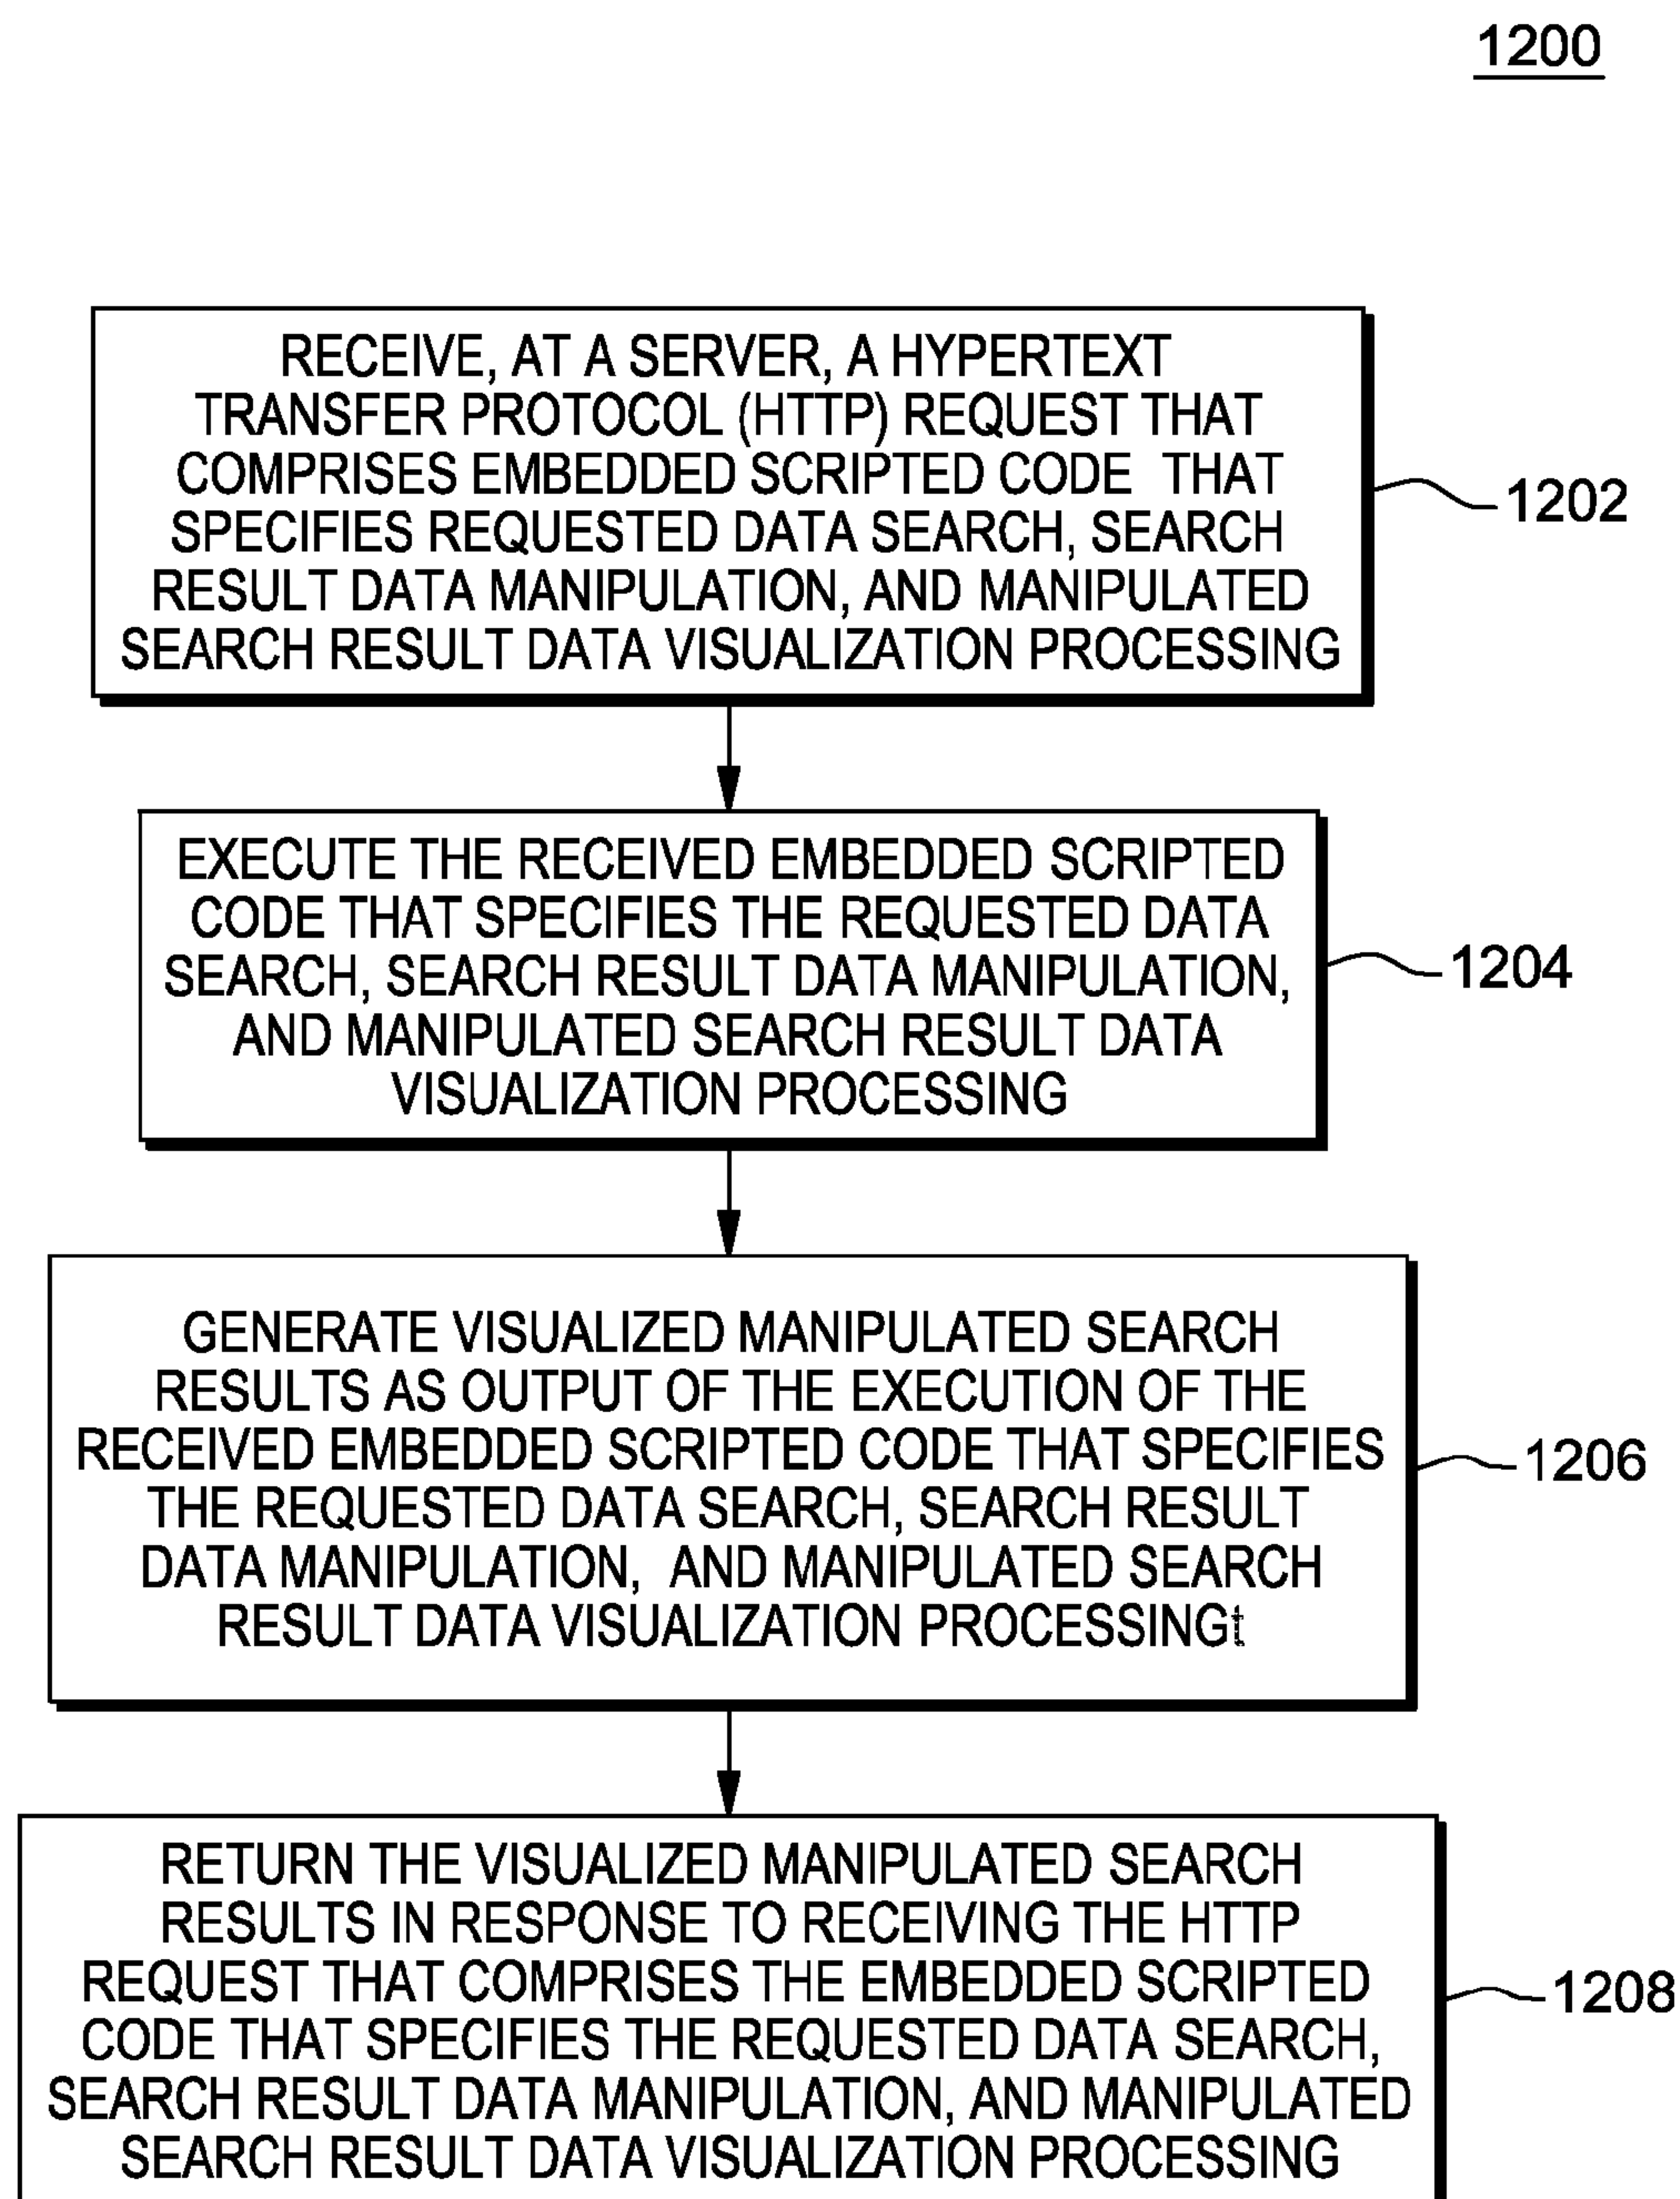 1200
RECEIVE, AT A SERVER, A HYPERTEXT
TRANSFER PROTOCOL (HTTP) REQUEST THAT
COMPRISES EMBEDDED SCRIPTED CODE THAT
SPECIFIES REQUESTED DATA SEARCH, SEARCH
RESULT DATA MANIPULATION, AND MANIPULATED
SEARCH RESULT DATA VISUALIZATION PROCESSING
1202
EXECUTE THE RECEIVED EMBEDDED SCRIPTED
CODE THAT SPECIFIES THE REQUESTED DATA
SEARCH, SEARCH RESULT DATA MANIPULATION,
AND MANIPULATED SEARCH RESULT DATA
VISUALIZATION PROCESSING
1204
GENERATE VISUALIZED MANIPULATED SEARCH
RESULTS AS OUTPUT OF THE EXECUTION OF THE
RECEIVED EMBEDDED SCRIPTED CODE THAT SPECIFIES
THE REQUESTED DATA SEARCH, SEARCH RESULT
DATA MANIPULATION, AND MANIPULATED SEARCH
RESULT DATA VISUALIZATION PROCESSINGt
1206
RETURN THE VISUALIZED MANIPULATED SEARCH
RESULTS IN RESPONSE TO RECEIVING THE HTTP
REQUEST THAT COMPRISES THE EMBEDDED SCRIPTED
CODE THAT SPECIFIES THE REQUESTED DATA SEARCH,
SEARCH RESULT DATA MANIPULATION, AND MANIPULATED
SEARCH RESULT DATA VISUALIZATION PROCESSING
1208